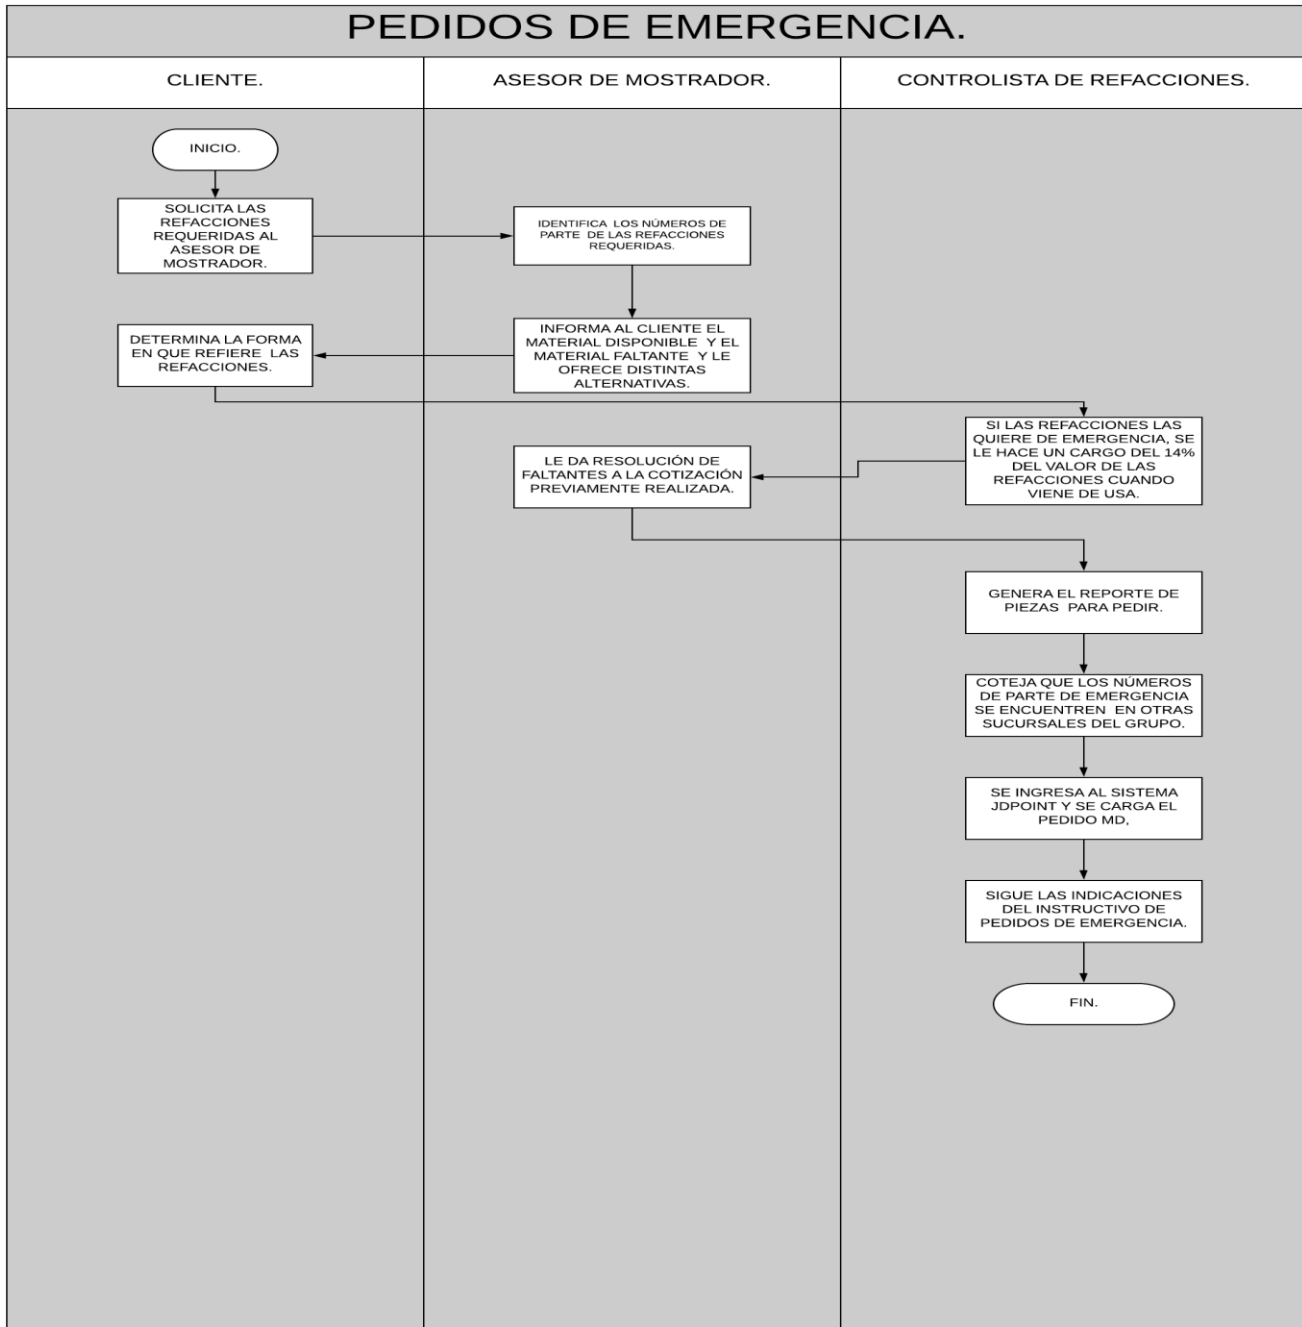 PEDIDOS DE EMERGENCIA.
CLIENTE.
ASESOR DE MOSTRADOR.
CONTROLISTA DE REFACCIONES.
INICIO.
SOLICITA LAS
REFACCIONES
REQUERIDAS AL
ASESOR DE
MOSTRADOR.
IDENTIFICA LOS NÚMEROS DE
PARTE DE LAS REFACCIONES
REQUERIDAS.
INFORMA AL CLIENTE EL
MATERIAL DISPONIBLE Y EL
MATERIAL FALTANTE Y LE
OFRECE DISTINTAS
ALTERNATIVAS.
DETERMINA LA FORMA
EN QUE REFIERE LAS
REFACCIONES.
SI LAS REFACCIONES LAS
QUIERE DE EMERGENCIA, SE
LE HACE UN CARGO DEL 14%
DEL VALOR DE LAS
REFACCIONES CUANDO
VIENE DE USA.
LE DA RESOLUCIÓN DE
FALTANTES A LA COTIZACIÓN
PREVIAMENTE REALIZADA.
GENERA EL REPORTE DE
PIEZAS PARA PEDIR.
COTEJA QUE LOS NÚMEROS
DE PARTE DE EMERGENCIA
SE ENCUENTREN EN OTRAS
SUCURSALES DEL GRUPO.
SE INGRESA AL SISTEMA
JDPOINT Y SE CARGA EL
PEDIDO MD,
SIGUE LAS INDICACIONES
DEL INSTRUCTIVO DE
PEDIDOS DE EMERGENCIA.
FIN.